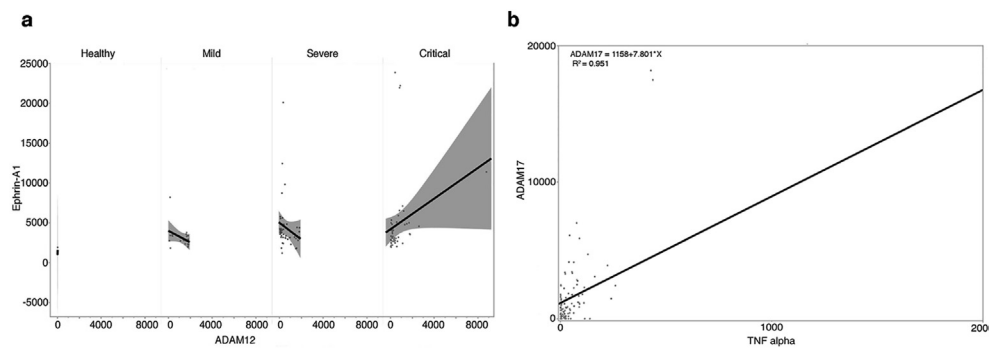 a
Healthy Mild Severe Critical
25000
20000
15000
10000
5000
0
-5000
Ephrin-A1
0 4000 8000 0 4000 8000 0 4000 8000 0 4000 8000
ADAM12
b
ADAM17 = 1158+7.801*X
R² = 0.951
20000
10000
0
ADAM17
0 1000 200
TNF alpha